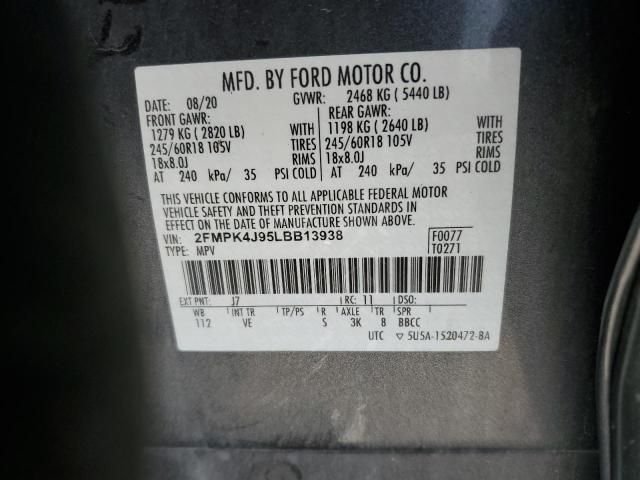 MFD. BY FORD MOTOR CO.
DATE: 08/20 GVWR: 2468 KG ( 5440 LB)
FRONT GAWR: REAR GAWR:
1279 KG ( 2820 LB) WITH 1198 KG ( 2640 LB) WITH
245/60R18 105V TIRES 245/60R18 105V TIRES
18x8.0J RIMS 18x8.0J RIMS
AT 240 kPa/ 35 PSI COLD AT 240 kPa/ 35 PSI COLD
THIS VEHICLE CONFORMS TO ALL APPLICABLE FEDERAL MOTOR
VEHICLE SAFETY AND THEFT PREVENTION STANDARDS IN
EFFECT ON THE DATE OF MANUFACTURE SHOWN ABOVE.
VIN: 2FMPK4J95LBB13938 F0077
TYPE: MPV T0271
EXT PNT: J7 RC: 11 DSO:
WB INT TR TP/PS R AXLE TR SPR
112 VE S 3K 8 BBCC
UTC ▽ 5U5A-1520472-BA